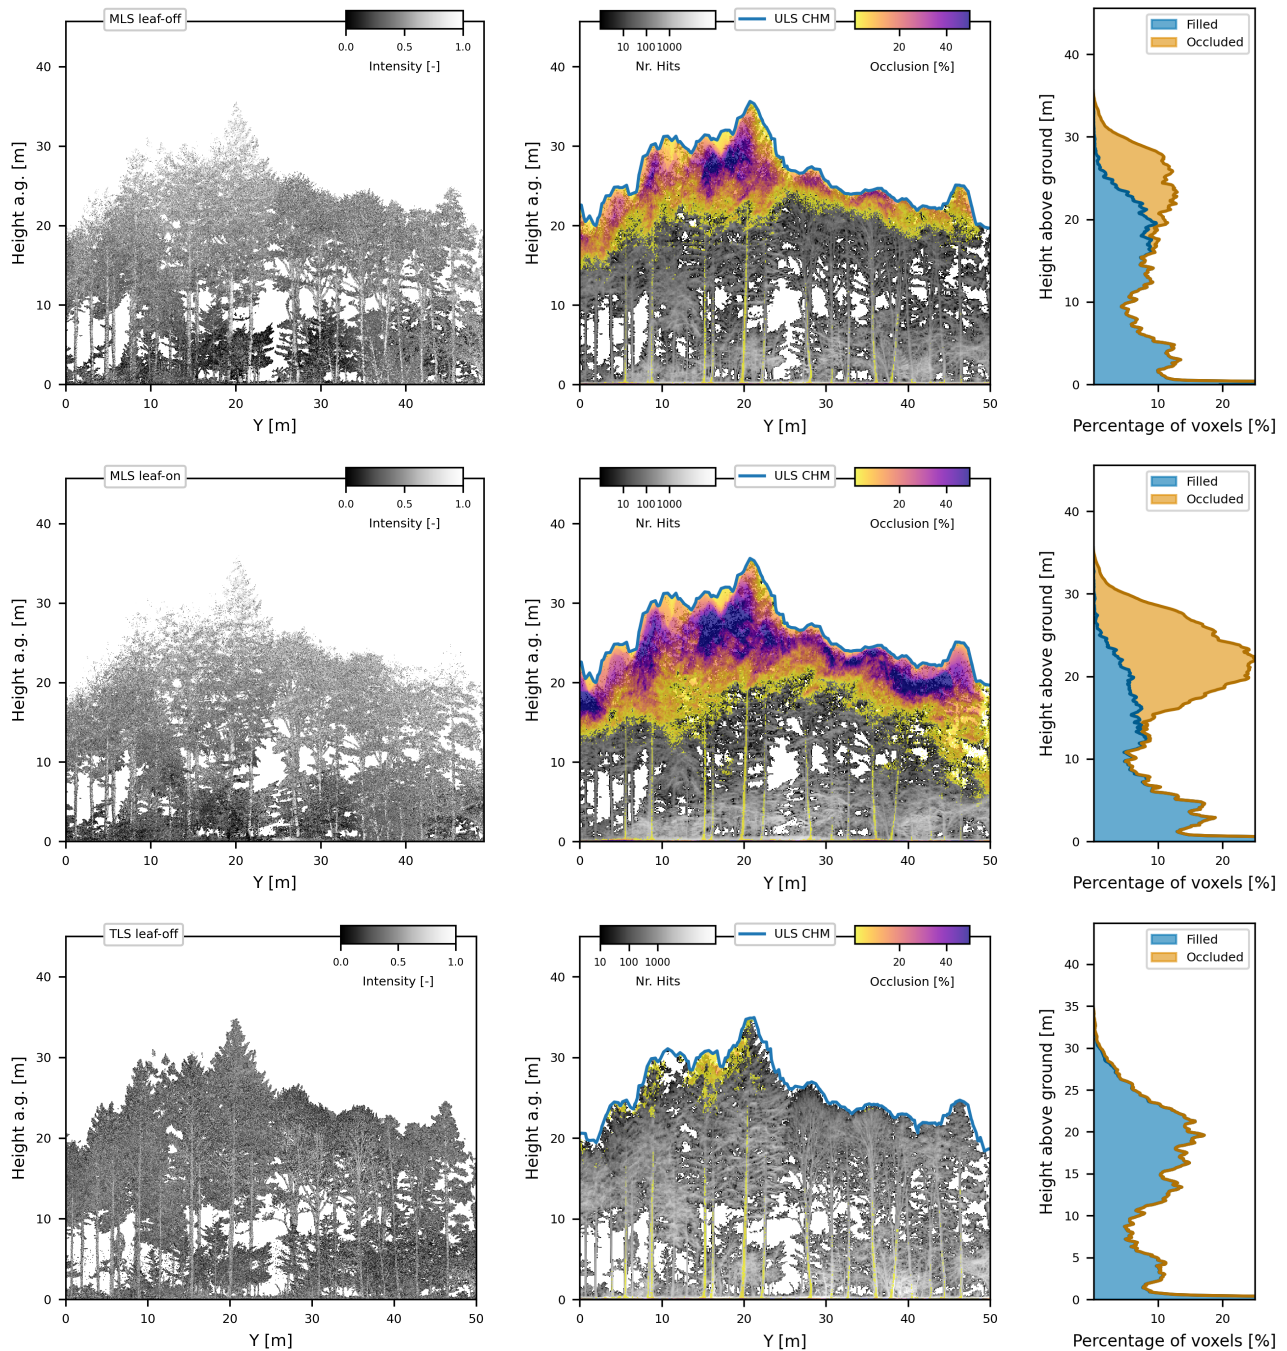 MLS leaf-off
0.0 0.5 1.0
Intensity [-]
Height a.g. [m]
40
30
20
10
0
0 10 20 30 40
Y [m]
10 100 1000
Nr. Hits
ULS CHM
20 40
Occlusion [%]
Height a.g. [m]
40
30
20
10
0
0 10 20 30 40 50
Y [m]
Filled
Occluded
Height above ground [m]
40
30
20
10
0
10 20
Percentage of voxels [%]
MLS leaf-on
0.0 0.5 1.0
Intensity [-]
Height a.g. [m]
40
30
20
10
0
0 10 20 30 40
Y [m]
10 100 1000
Nr. Hits
ULS CHM
20 40
Occlusion [%]
Height a.g. [m]
40
30
20
10
0
0 10 20 30 40 50
Y [m]
Filled
Occluded
Height above ground [m]
40
30
20
10
0
10 20
Percentage of voxels [%]
TLS leaf-off
0.0 0.5 1.0
Intensity [-]
Height a.g. [m]
40
30
20
10
0
0 10 20 30 40 50
Y [m]
10 100 1000
Nr. Hits
ULS CHM
20 40
Occlusion [%]
Height a.g. [m]
40
30
20
10
0
0 10 20 30 40 50
Y [m]
Filled
Occluded
Height above ground [m]
40
35
30
25
20
15
10
5
0
10 20
Percentage of voxels [%]